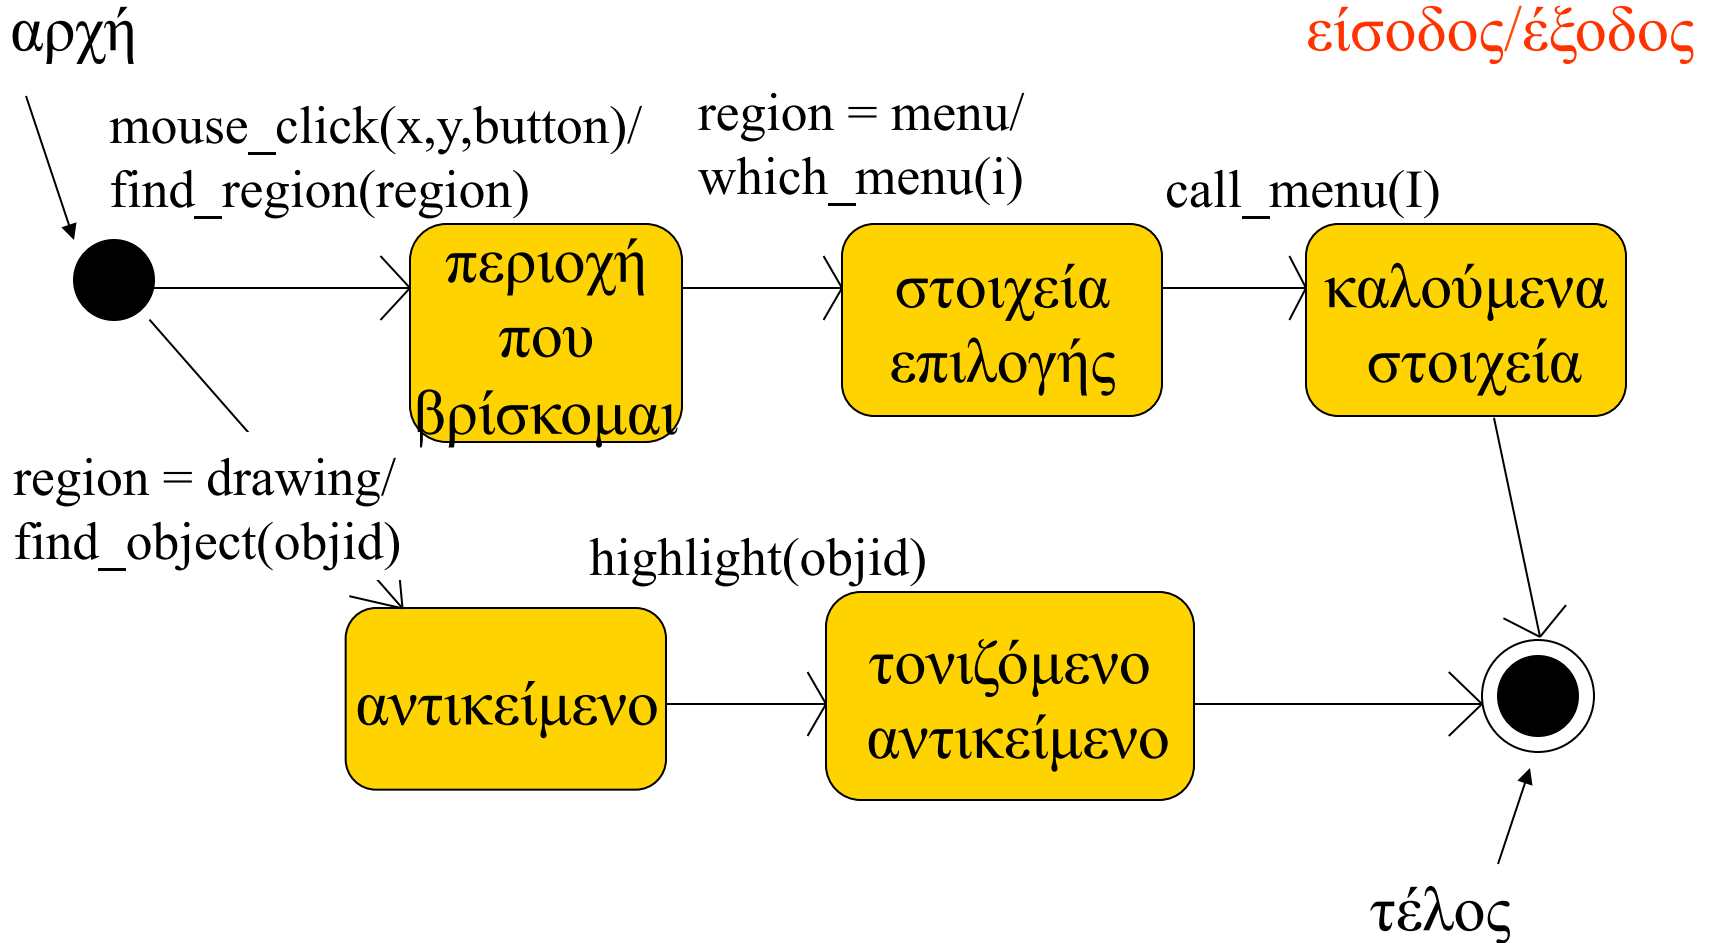 αρχή
είσοδος/έξοδος
mouse_click(x,y,button)/
find_region(region)
region = menu/
which_menu(i)
call_menu(I)
περιοχή
που
βρίσκομαι
στοιχεία
επιλογής
καλούμενα
στοιχεία
region = drawing/
find_object(objid)
highlight(objid)
αντικείμενο
τονιζόμενο
αντικείμενο
τέλος